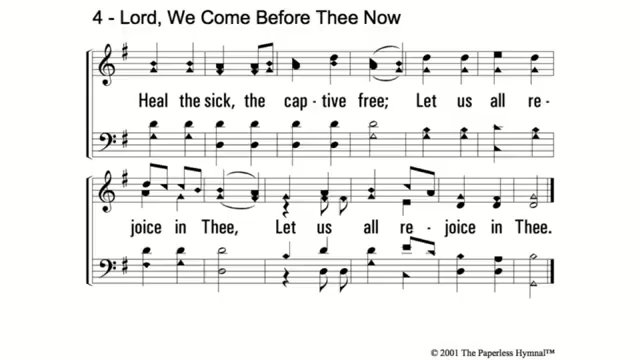 4 - Lord, We Come Before Thee Now
Heal the sick, the cap - tive free; Let us all re -
joice in Thee, Let us all re - joice in Thee.
© 2001 The Paperless Hymnal™